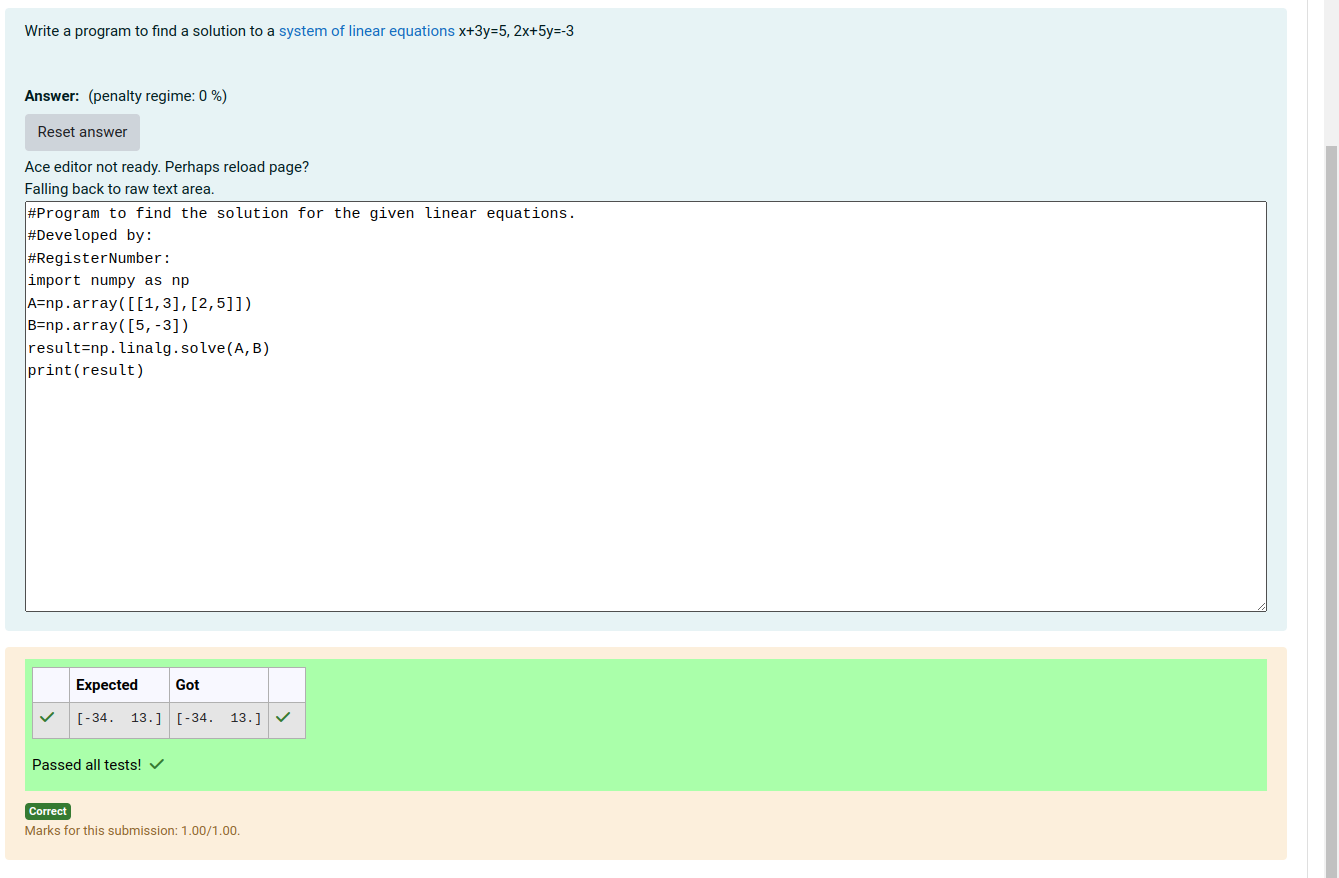 Write a program to find a solution to a system of linear equations x+3y=5, 2x+5y=-3
Answer: (penalty regime: 0 %)
Reset answer
Ace editor not ready. Perhaps reload page?
Falling back to raw text area.
#Program to find the solution for the given linear equations.
#Developed by:
#RegisterNumber:
import numpy as np
A=np.array([[1,3],[2,5]])
B=np.array([5,-3])
result=np.linalg.solve(A,B)
print(result)
Expected Got
[-34.  13.] [-34.  13.]
Passed all tests!
Correct
Marks for this submission: 1.00/1.00.